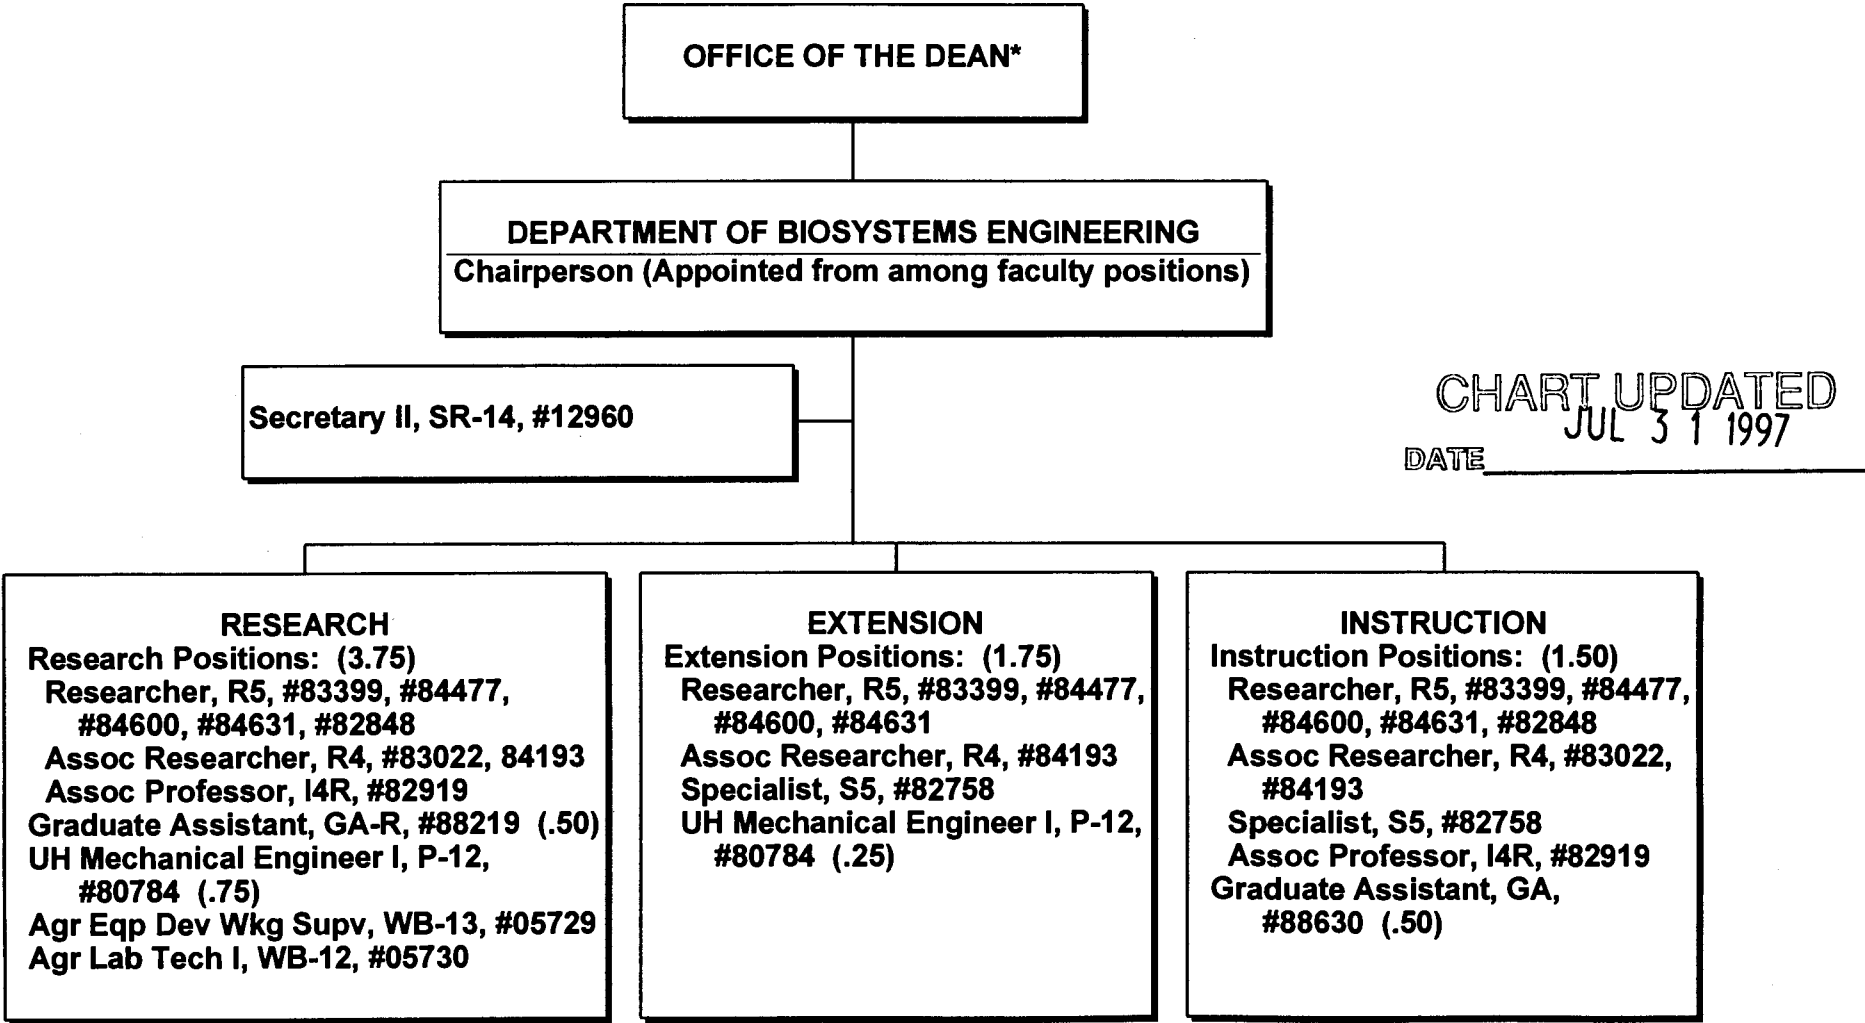 OFFICE OF THE DEAN*
DEPARTMENT OF BIOSYSTEMS ENGINEERING
Chairperson (Appointed from among faculty positions)
Secretary II, SR-14, #12960
CHART UPDATED
JUL 31 1997
DATE
RESEARCH
Research Positions: (3.75)
Researcher, R5, #83399, #84477,
#84600, #84631, #82848
Assoc Researcher, R4, #83022, 84193
Assoc Professor, I4R, #82919
Graduate Assistant, GA-R, #88219 (.50)
UH Mechanical Engineer I, P-12,
#80784 (.75)
Agr Eqp Dev Wkg Supv, WB-13, #05729
Agr Lab Tech I, WB-12, #05730
EXTENSION
Extension Positions: (1.75)
Researcher, R5, #83399, #84477,
#84600, #84631
Assoc Researcher, R4, #84193
Specialist, S5, #82758
UH Mechanical Engineer I, P-12,
#80784 (.25)
INSTRUCTION
Instruction Positions: (1.50)
Researcher, R5, #83399, #84477,
#84600, #84631, #82848
Assoc Researcher, R4, #83022,
#84193
Specialist, S5, #82758
Assoc Professor, I4R, #82919
Graduate Assistant, GA,
#88630 (.50)